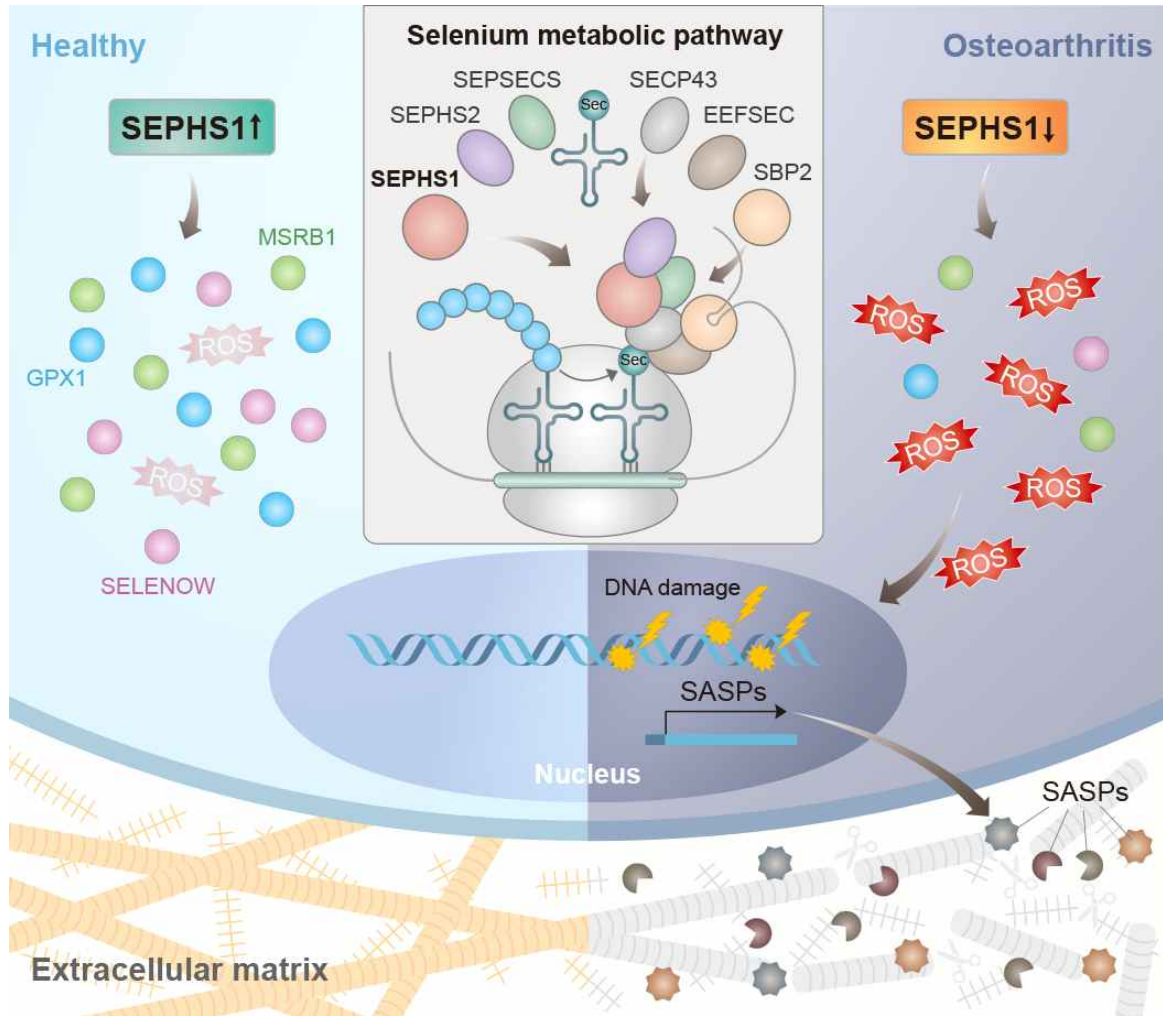 Healthy
Selenium metabolic pathway
Osteoarthritis
SEPHS1↑
SEPSECS
Sec
SECP43
SEPHS2
EEFSEC
SEPHS1
SBP2
SEPHS1↓
MSRB1
ROS
GPX1
ROS
SELENOW
Sec
ROS
ROS
ROS
ROS
ROS
ROS
DNA damage
SASPs
Nucleus
SASPs
Extracellular matrix